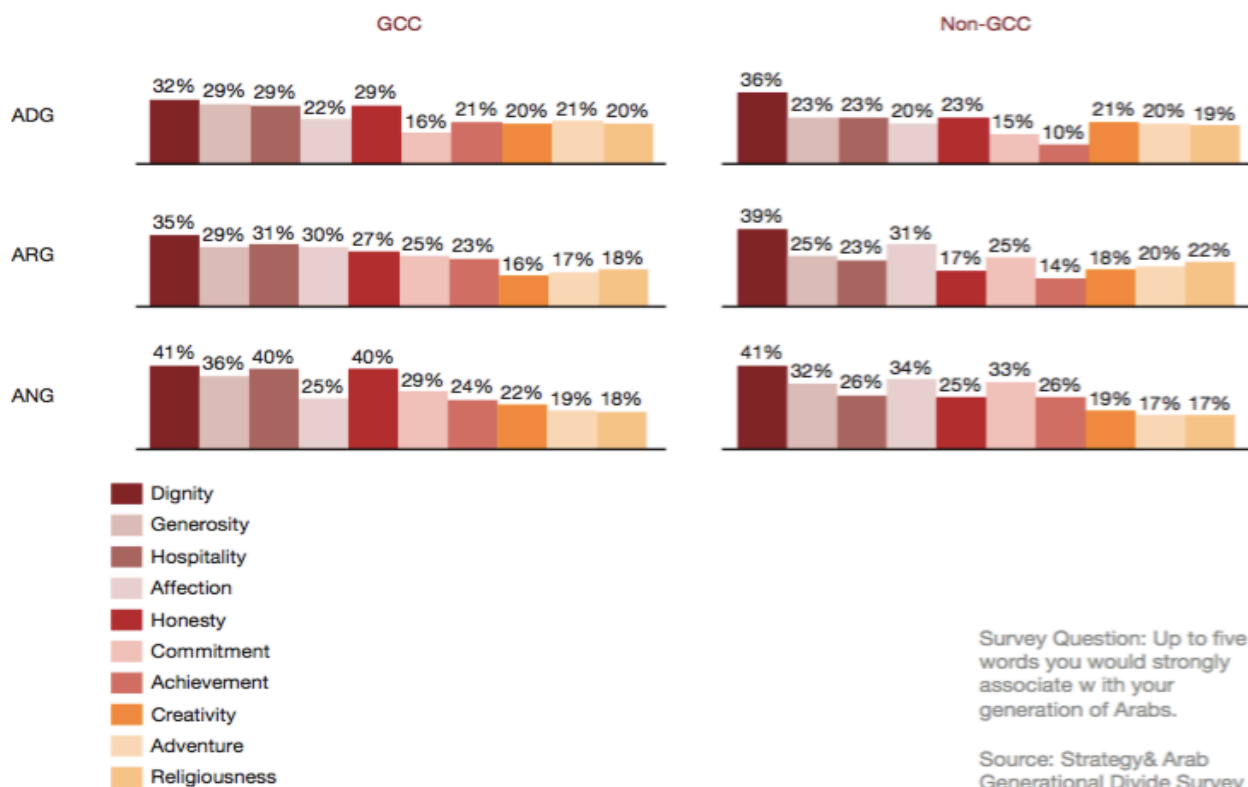 GCC
Non-GCC
ADG
32% 29% 29% 22% 29% 16% 21% 20% 21% 20%
36% 23% 23% 20% 23% 15% 10% 21% 20% 19%
ARG
35% 29% 31% 30% 27% 25% 23% 16% 17% 18%
39% 25% 23% 31% 17% 25% 14% 18% 20% 22%
ANG
41% 36% 40% 25% 40% 29% 24% 22% 19% 18%
41% 32% 26% 34% 25% 33% 26% 19% 17% 17%
Dignity
Generosity
Hospitality
Affection
Honesty
Commitment
Achievement
Creativity
Adventure
Religiousness
Survey Question: Up to five
words you would strongly
associate w ith your
generation of Arabs.
Source: Strategy& Arab
Generational Divide Survey